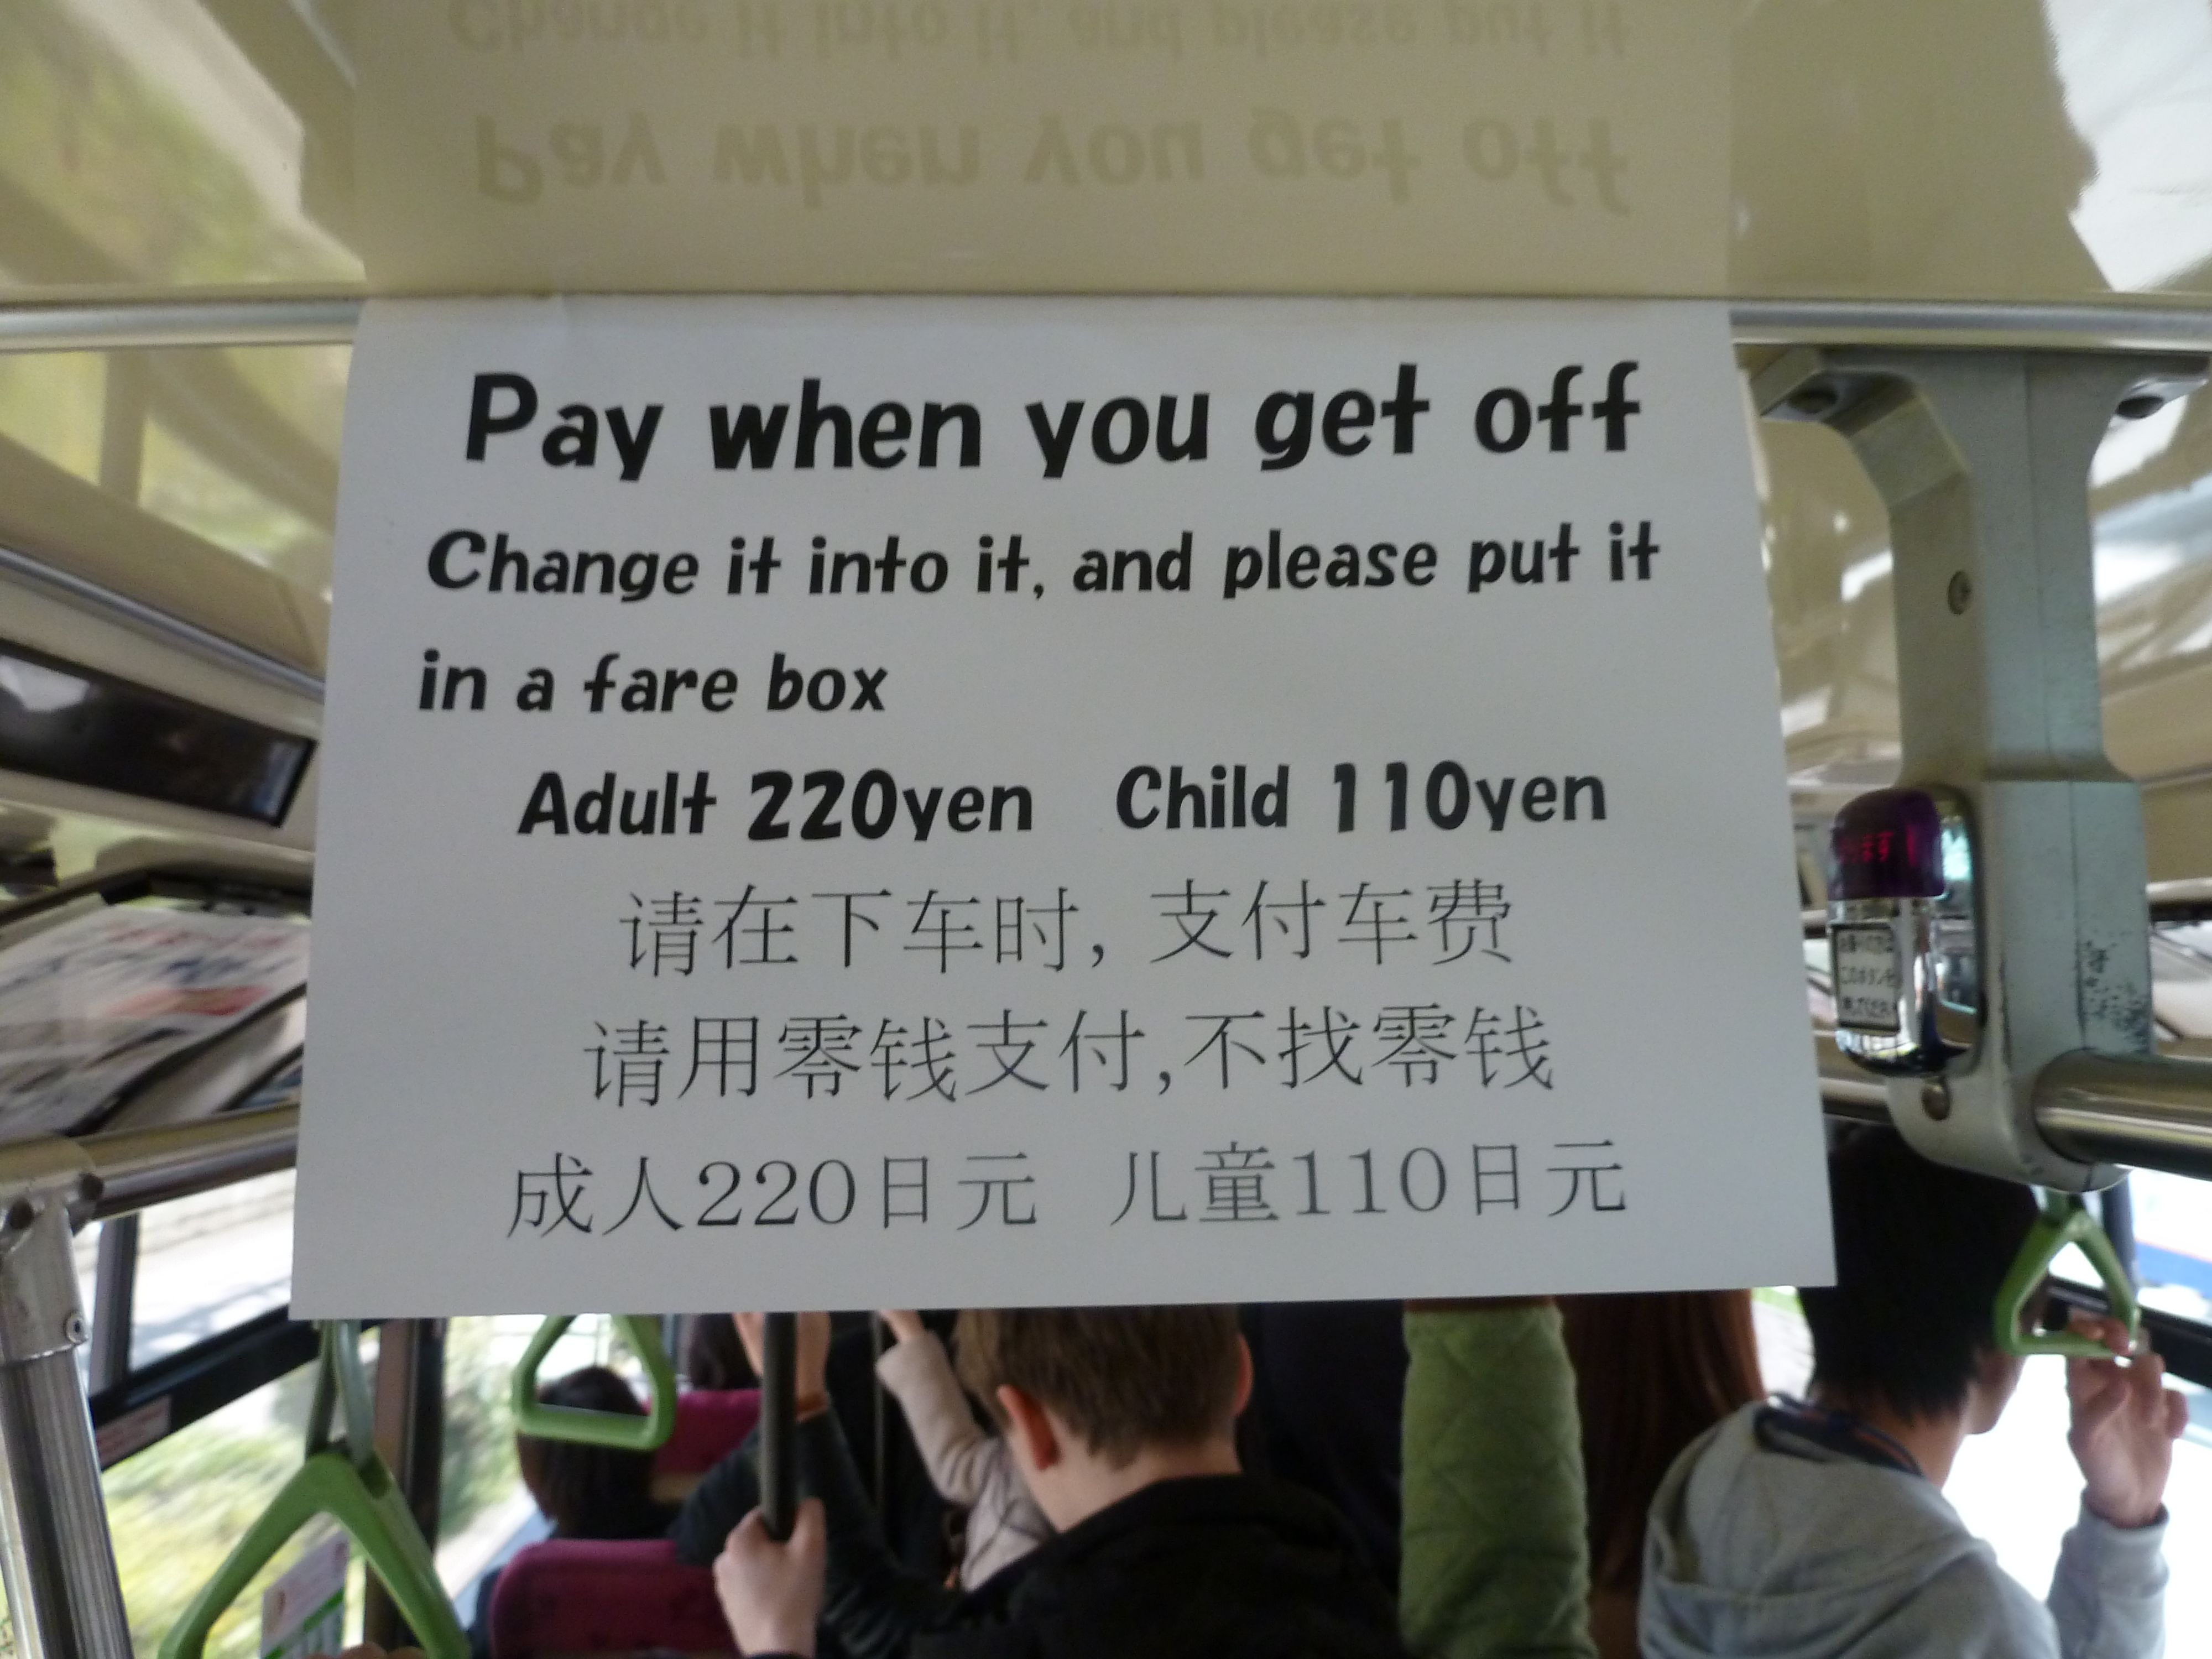 Pay when you get off
Change it into it, and please put it
in a fare box
Adult 220yen Child 110yen
请在下车时, 支付车费
请用零钱支付,不找零钱
成人220日元 儿童110日元